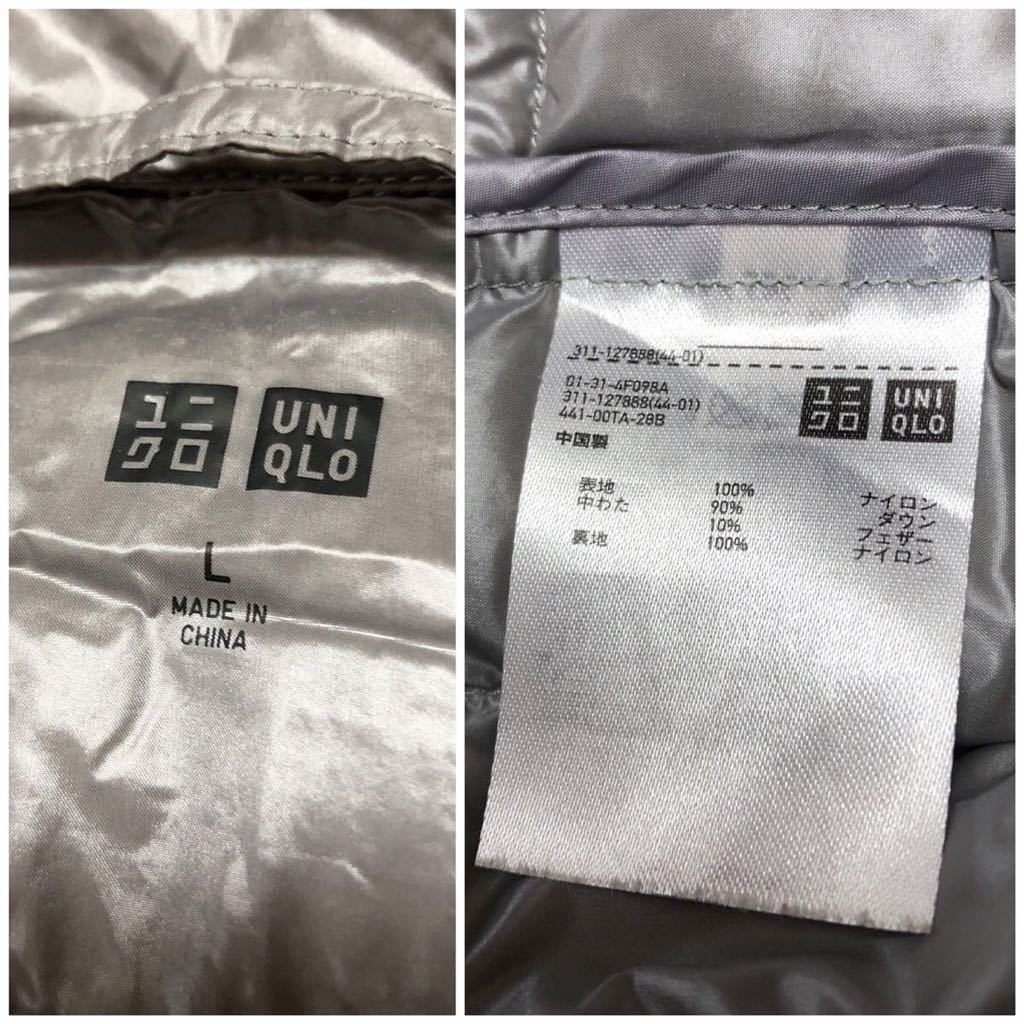 ユニ
クロ
UNI
QLO
L
MADE IN
CHINA
311-127888(44-01)
01-31-4F098A
311-127888(44-01)
441-00TA-28B
中国製
ユニ
クロ
UNI
QLO
表地 100% ナイロン
中わた 90% ダウン
10% フェザー
裏地 100% ナイロン